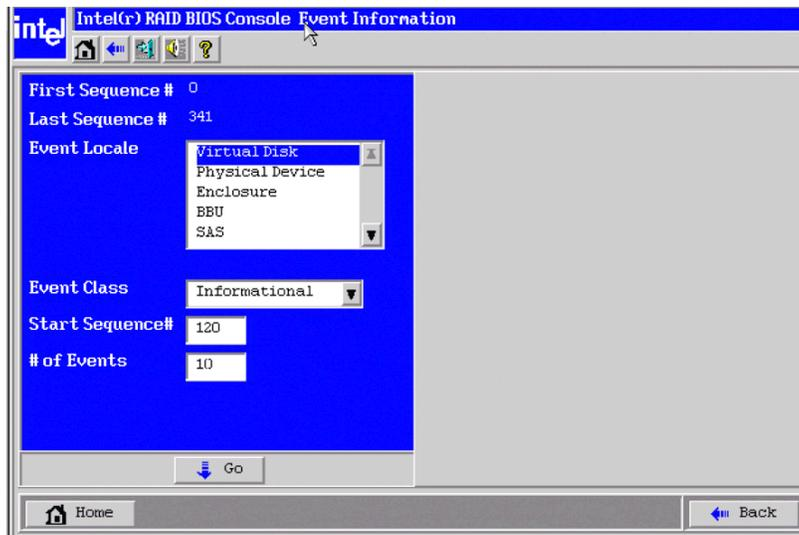 intel
Intel(r) RAID BIOS Console Event Information
?
First Sequence # 0
Last Sequence # 341
Event Locale
Virtual Disk
Physical Device
Enclosure
BBU
SAS
Event Class Informational
Start Sequence# 120
# of Events 10
Go
Home
Back